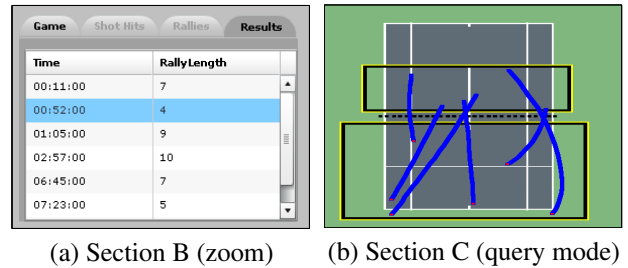 Game Shot Hits Rallies Results
Time RallyLength
00:11:00 7
00:52:00 4
01:05:00 9
02:57:00 10
06:45:00 7
07:23:00 5
(a) Section B (zoom) (b) Section C (query mode)